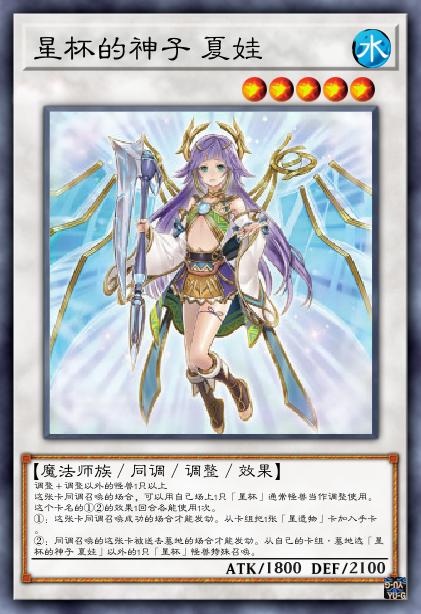 星杯的神子 夏娃
水
【魔法师族／同调／调整／效果】
调整＋调整以外的怪兽1只以上
这张卡同调召唤的场合，可以用自己场上1只「星杯」通常怪兽当作调整使用。
这个卡名的①②的效果1回合各能使用1次。
①：这张卡同调召唤成功的场合才能发动。从卡组把1张「星遗物」卡加入手卡
。
②：同调召唤的这张卡被送去墓地的场合才能发动。从自己的卡组·墓地选「星
杯的神子 夏娃」以外的1只「星杯」怪兽特殊召唤。
ATK/1800 DEF/2100